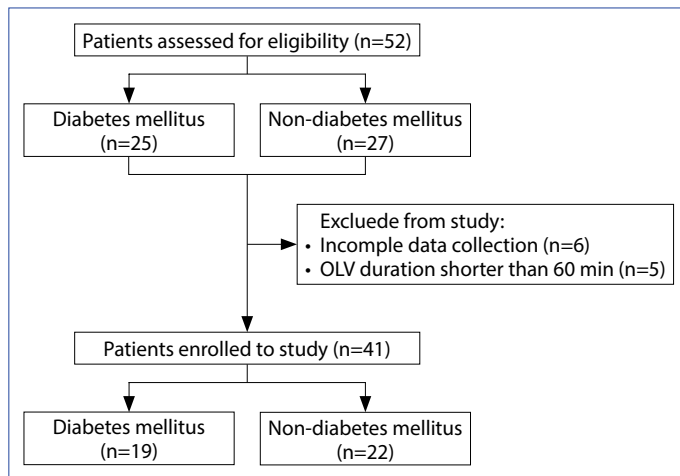 Patients assessed for eligibility (n=52)
Diabetes mellitus
(n=25)
Non-diabetes mellitus
(n=27)
Excluede from study:
• Incomple data collection (n=6)
• OLV duration shorter than 60 min (n=5)
Patients enrolled to study (n=41)
Diabetes mellitus
(n=19)
Non-diabetes mellitus
(n=22)